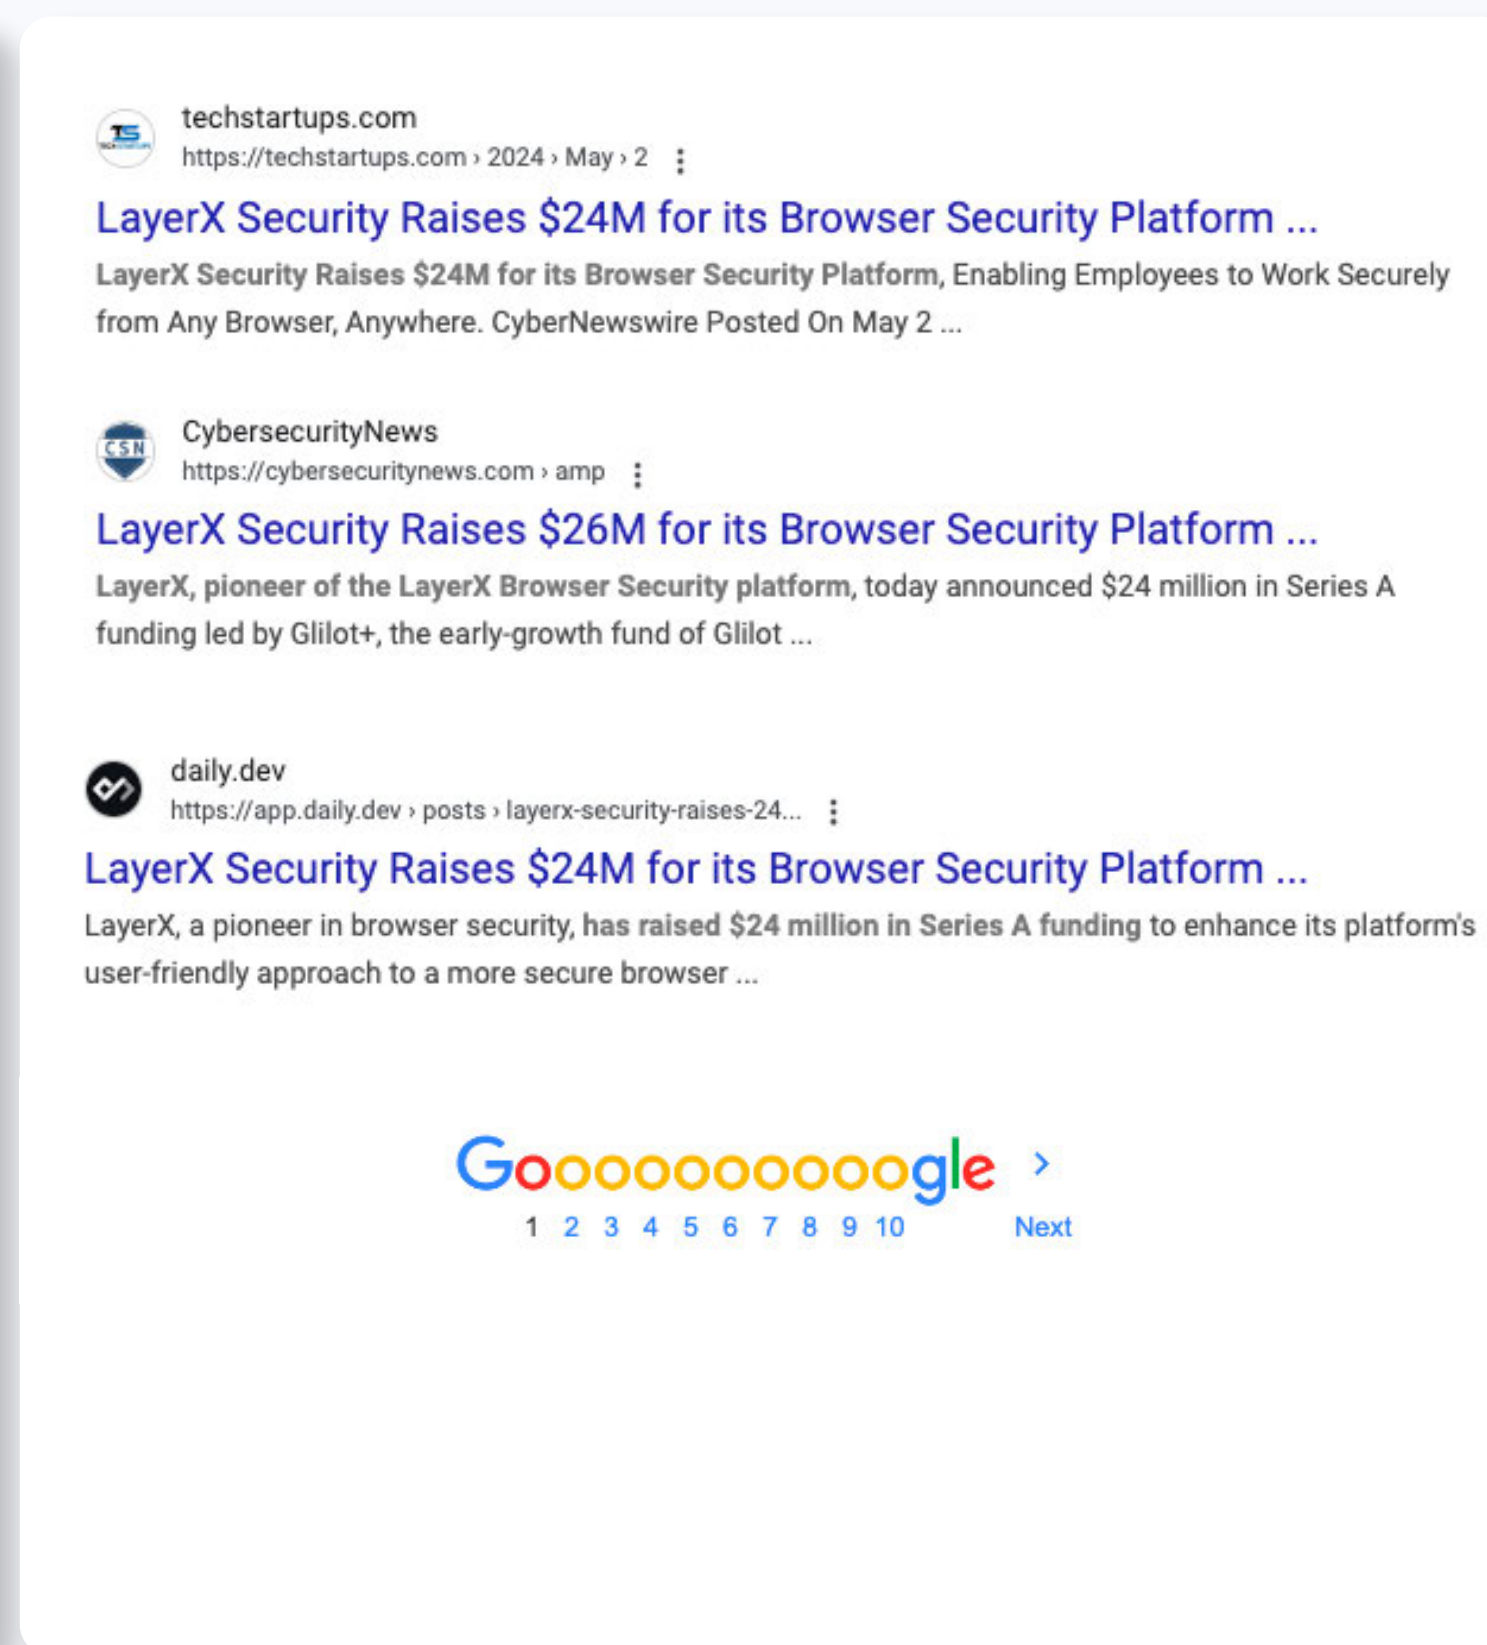 techstartups.com
https://techstartups.com › 2024 › May › 2
LayerX Security Raises $24M for its Browser Security Platform ...
LayerX Security Raises $24M for its Browser Security Platform, Enabling Employees to Work Securely
from Any Browser, Anywhere. CyberNewswire Posted On May 2 ...
CSN
CybersecurityNews
https://cybersecuritynews.com › amp
LayerX Security Raises $26M for its Browser Security Platform ...
LayerX, pioneer of the LayerX Browser Security platform, today announced $24 million in Series A
funding led by Glilot+, the early-growth fund of Glilot ...
daily.dev
https://app.daily.dev › posts › layerx-security-raises-24...
LayerX Security Raises $24M for its Browser Security Platform ...
LayerX, a pioneer in browser security, has raised $24 million in Series A funding to enhance its platform's
user-friendly approach to a more secure browser ...
Goooooooooogle >
1 2 3 4 5 6 7 8 9 10 Next